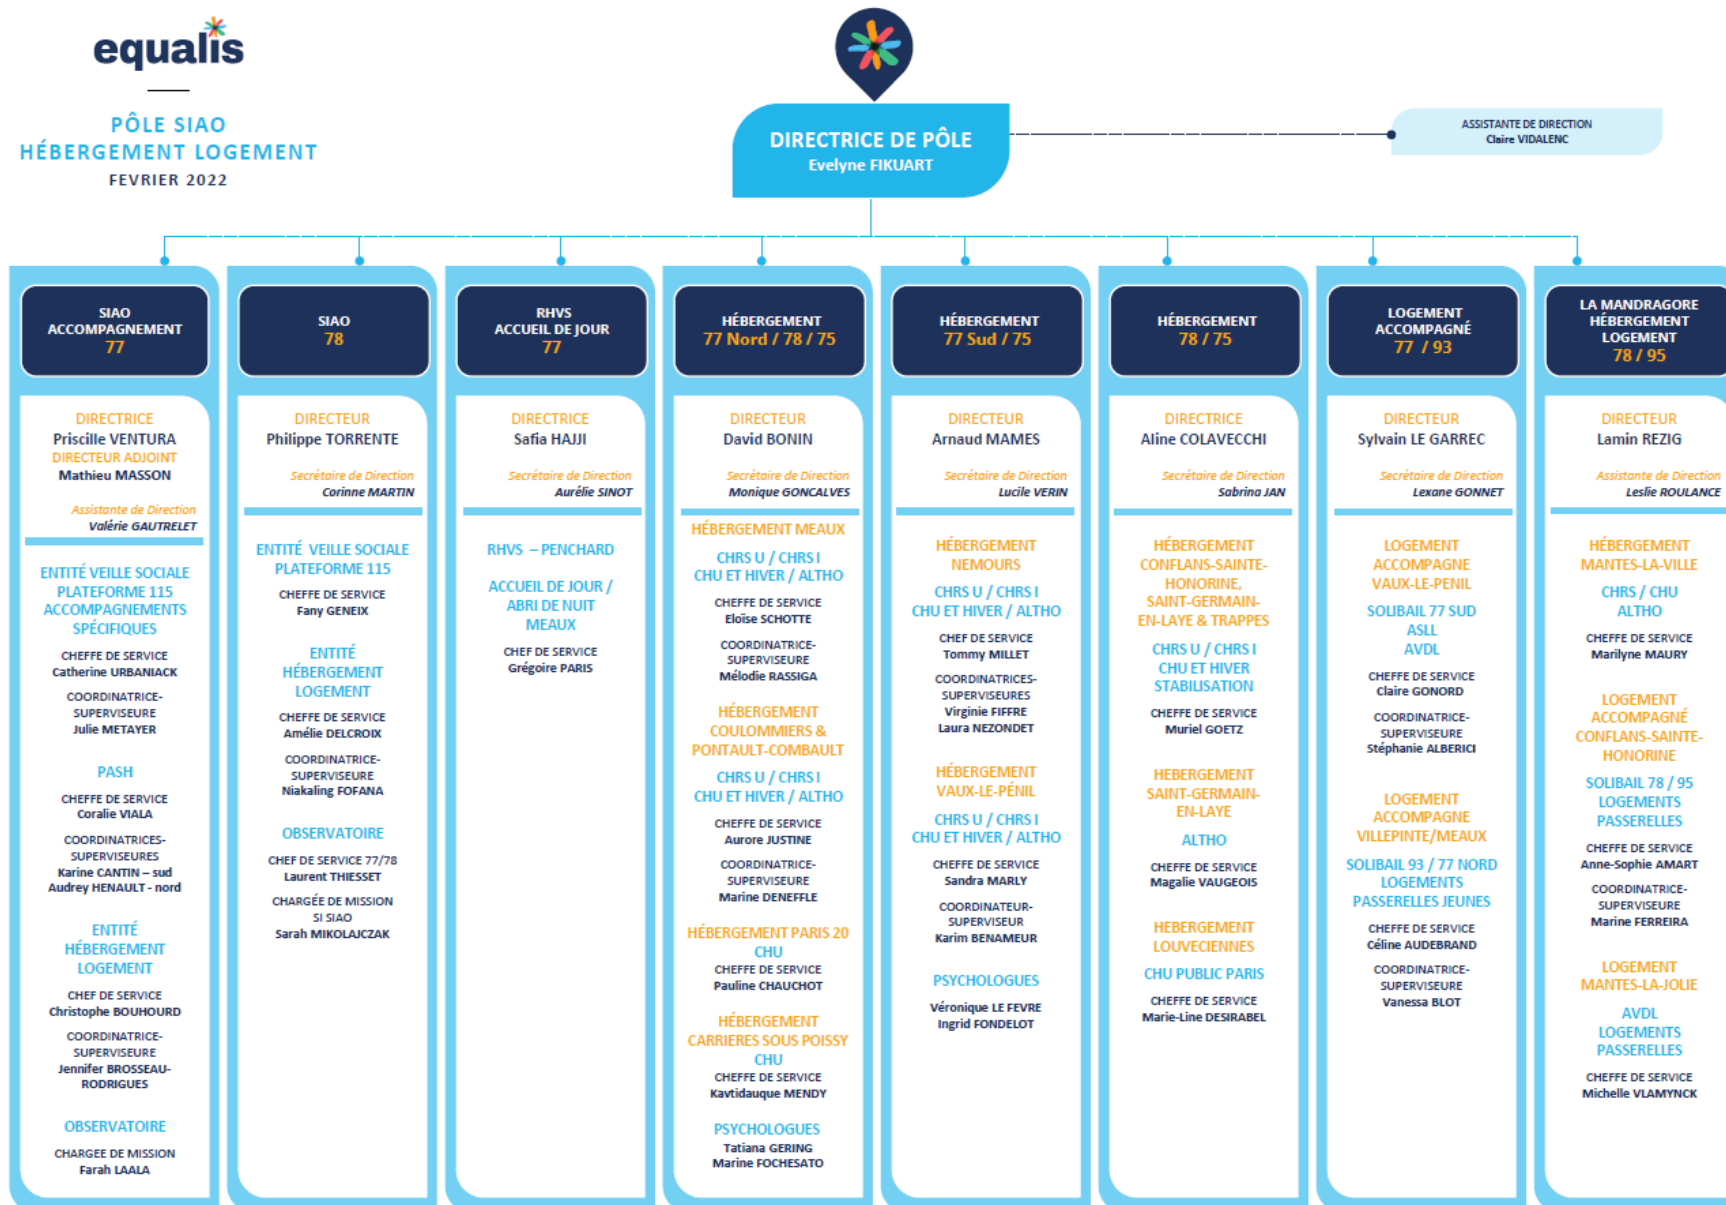 equalis
PÔLE SIAO
HÉBERGEMENT LOGEMENT
FEVRIER 2022
DIRECTRICE DE PÔLE
Evelyne FIKUART
ASSISTANTE DE DIRECTION
Claire VIDALENC
SIAO
ACCOMPAGNEMENT
77
DIRECTRICE
Priscille VENTURA
DIRECTEUR ADJOINT
Mathieu MASSON
Assistante de Direction
Valérie GAUTRELET
ENTITÉ VEILLE SOCIALE
PLATEFORME 115
ACCOMPAGNEMENTS
SPÉCIFIQUES
CHEFFE DE SERVICE
Catherine URBANIACK
COORDINATRICE-
SUPERVISEURE
Julie METAYER
PASH
CHEFFE DE SERVICE
Coralie VIALA
COORDINATRICES-
SUPERVISEURES
Karine CANTIN – sud
Audrey HENAULT - nord
ENTITÉ
HÉBERGEMENT
LOGEMENT
CHEF DE SERVICE
Christophe BOUHOURD
COORDINATRICE-
SUPERVISEURE
Jennifer BROSSEAU-
RODRIGUES
OBSERVATOIRE
CHARGEE DE MISSION
Farah LAALA
SIAO
78
DIRECTEUR
Philippe TORRENTE
Secrétaire de Direction
Corinne MARTIN
ENTITÉ VEILLE SOCIALE
PLATEFORME 115
CHEFFE DE SERVICE
Fany GENEIX
ENTITÉ
HÉBERGEMENT
LOGEMENT
CHEFFE DE SERVICE
Amélie DELCROIX
COORDINATRICE-
SUPERVISEURE
Niakaling FOFANA
OBSERVATOIRE
CHEF DE SERVICE 77/78
Laurent THIESSET
CHARGÉE DE MISSION
SI SIAO
Sarah MIKOLAJCZAK
RHVS
ACCUEIL DE JOUR
77
DIRECTRICE
Safia HAJJI
Secrétaire de Direction
Aurélie SINOT
RHVS – PENCHARD
ACCUEIL DE JOUR /
ABRI DE NUIT
MEAUX
CHEF DE SERVICE
Grégoire PARIS
HÉBERGEMENT
77 Nord / 78 / 75
DIRECTEUR
David BONIN
Secrétaire de Direction
Monique GONCALVES
HÉBERGEMENT MEAUX
CHRS U / CHRS I
CHU ET HIVER / ALTHO
CHEFFE DE SERVICE
Eloïse SCHOTTE
COORDINATRICE-
SUPERVISEURE
Mélodie RASSIGA
HÉBERGEMENT
COULOMMIERS &
PONTAULT-COMBAULT
CHRS U / CHRS I
CHU ET HIVER / ALTHO
CHEFFE DE SERVICE
Aurore JUSTINE
COORDINATRICE-
SUPERVISEURE
Marine DENEFFLE
HÉBERGEMENT PARIS 20
CHU
CHEFFE DE SERVICE
Pauline CHAUCHOT
HÉBERGEMENT
CARRIERES SOUS POISSY
CHU
CHEFFE DE SERVICE
Kavtidauque MENDY
PSYCHOLOGUES
Tatiana GERING
Marine FOCHESATO
HÉBERGEMENT
77 Sud / 75
DIRECTEUR
Arnaud MAMES
Secrétaire de Direction
Lucile VERIN
HÉBERGEMENT
NEMOURS
CHRS U / CHRS I
CHU ET HIVER / ALTHO
CHEF DE SERVICE
Tommy MILLET
COORDINATRICES-
SUPERVISEURES
Virginie FIFFRE
Laura NEZONDET
HÉBERGEMENT
VAUX-LE-PÉNIL
CHRS U / CHRS I
CHU ET HIVER / ALTHO
CHEFFE DE SERVICE
Sandra MARLY
COORDINATEUR-
SUPERVISEUR
Karim BENAMEUR
PSYCHOLOGUES
Véronique LE FEVRE
Ingrid FONDELOT
HÉBERGEMENT
78 / 75
DIRECTRICE
Aline COLAVECCHI
Secrétaire de Direction
Sabrina JAN
HÉBERGEMENT
CONFLANS-SAINTE-
HONORINE,
SAINT-GERMAIN-
EN-LAYE & TRAPPES
CHRS U / CHRS I
CHU ET HIVER
STABILISATION
CHEFFE DE SERVICE
Muriel GOETZ
HEBERGEMENT
SAINT-GERMAIN-
EN-LAYE
ALTHO
CHEFFE DE SERVICE
Magalie VAUGEOIS
HEBERGEMENT
LOUVECIENNES
CHU PUBLIC PARIS
CHEFFE DE SERVICE
Marie-Line DESIRABEL
LOGEMENT
ACCOMPAGNÉ
77 / 93
DIRECTEUR
Sylvain LE GARREC
Secrétaire de Direction
Lexane GONNET
LOGEMENT
ACCOMPAGNE
VAUX-LE-PENIL
SOLIBAIL 77 SUD
ASLL
AVDL
CHEFFE DE SERVICE
Claire GONORD
COORDINATRICE-
SUPERVISEURE
Stéphanie ALBERICI
LOGEMENT
ACCOMPAGNE
VILLEPINTE/MEAUX
SOLIBAIL 93 / 77 NORD
LOGEMENTS
PASSERELLES JEUNES
CHEFFE DE SERVICE
Céline AUDEBRAND
COORDINATRICE-
SUPERVISEURE
Vanessa BLOT
LA MANDRAGORE
HÉBERGEMENT
LOGEMENT
78 / 95
DIRECTEUR
Lamin REZIG
Assistante de Direction
Leslie ROULANCE
HÉBERGEMENT
MANTES-LA-VILLE
CHRS / CHU
ALTHO
CHEFFE DE SERVICE
Marilyne MAURY
LOGEMENT
ACCOMPAGNÉ
CONFLANS-SAINTE-
HONORINE
SOLIBAIL 78 / 95
LOGEMENTS
PASSERELLES
CHEFFE DE SERVICE
Anne-Sophie AMART
COORDINATRICE-
SUPERVISEURE
Marine FERREIRA
LOGEMENT
MANTES-LA-JOLIE
AVDL
LOGEMENTS
PASSERELLES
CHEFFE DE SERVICE
Michelle VLAMYNCK